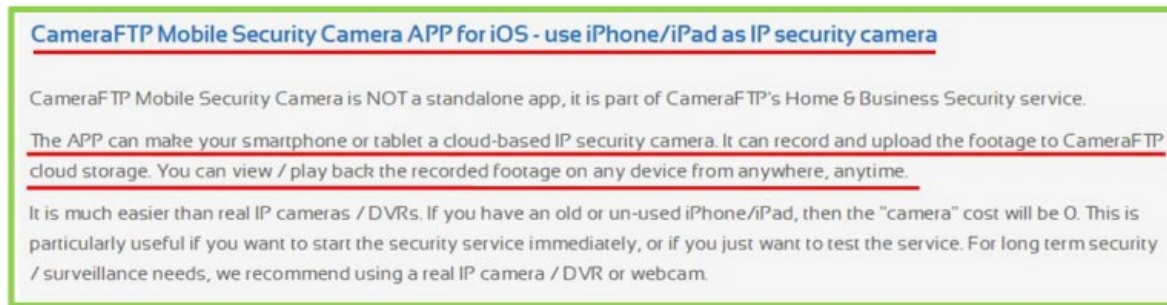 CameraFTP Mobile Security Camera APP for iOS - use iPhone/iPad as IP security camera
CameraFTP Mobile Security Camera is NOT a standalone app, it is part of CameraFTP's Home & Business Security service.
The APP can make your smartphone or tablet a cloud-based IP security camera. It can record and upload the footage to CameraFTP
cloud storage. You can view / play back the recorded footage on any device from anywhere, anytime.
It is much easier than real IP cameras / DVRs. If you have an old or un-used iPhone/iPad, then the "camera" cost will be 0. This is
particularly useful if you want to start the security service immediately, or if you just want to test the service. For long term security
/ surveillance needs, we recommend using a real IP camera / DVR or webcam.